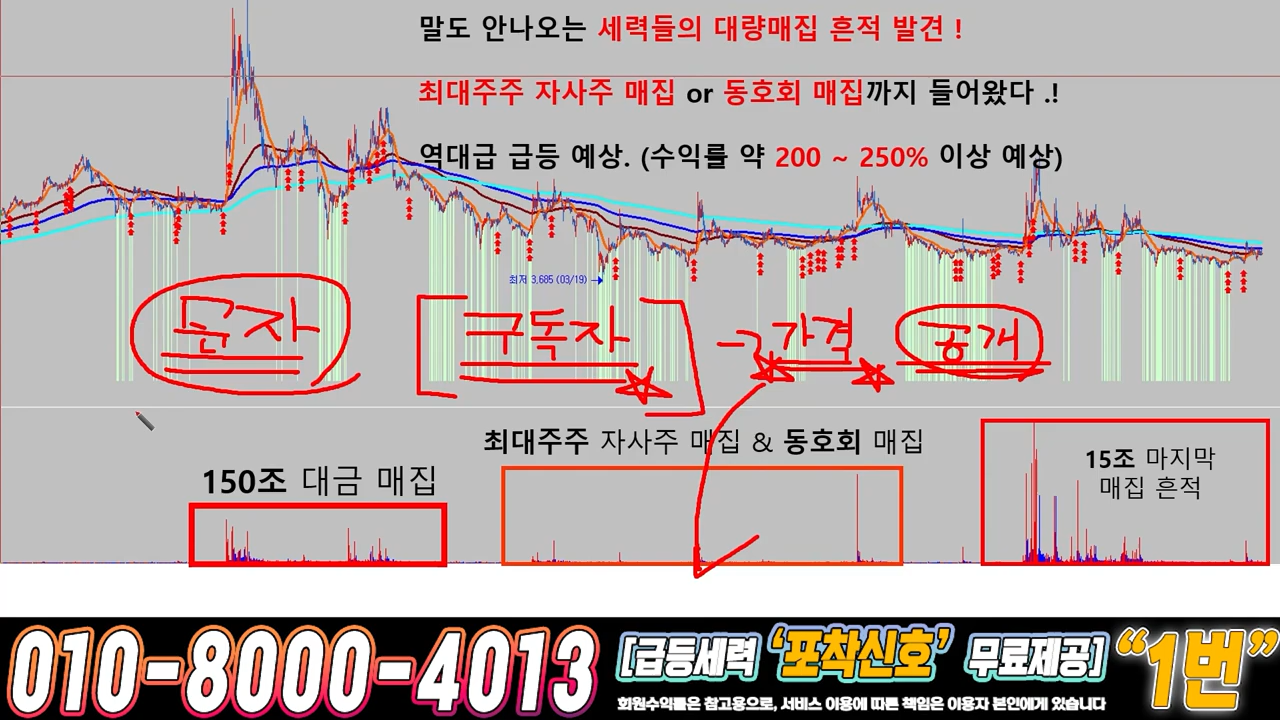 말도 안나오는 세력들의 대량매집 흔적 발견 !
최대주주 자사주 매집 or 동호회 매집까지 들어왔다 .!
역대급 급등 예상. (수익률 약 200 ~ 250% 이상 예상)
최저 3,685 (03/19)
문자 구독자 → 가격 공개
최대주주 자사주 매집 & 동호회 매집
150조 대금 매집
15조 마지막
매집 흔적
010-8000-4013
[급등세력 '포착신호' 무료제공] "1번"
회원수익률은 참고용으로, 서비스 이용에 따른 책임은 이용자 본인에게 있습니다